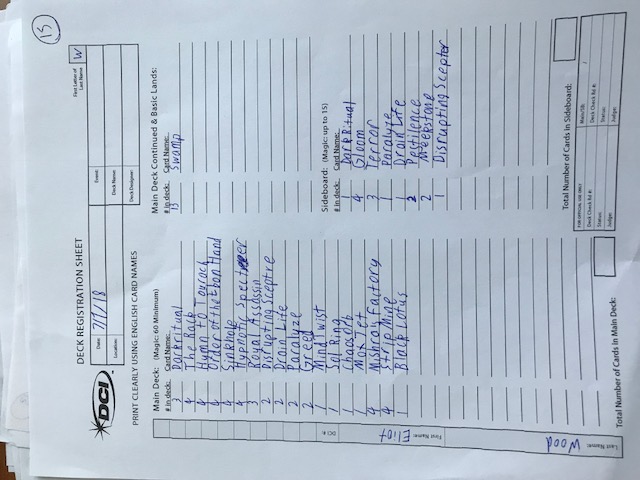 15
DECK REGISTRATION SHEET
First Letter of Last Name W
DCI
Date: 7/7/18
Event:
Location:
Deck Name:
Deck Designer:
PRINT CLEARLY USING ENGLISH CARD NAMES
Main Deck: (Magic: 60 Minimum)
# in deck: Card Name:
3 Darkritual
4 The Rack
4 Hymn to Tourach
4 Order of the Ebon Hand
4 Sinkhole
4 Hypnotic Specter
3 Royal Assassin
2 Disrupting Sceptre
2 Drain Life
2 Paralyze
2 Greed
1 Mind Twist
1 Sol Ring
1 Chaos orb
1 Mox Jet
4 Mishra's Factory
4 Strip Mine
1 Black Lotus
Total Number of Cards in Main Deck:
Main Deck Continued & Basic Lands:
# in deck: Card Name:
13 Swamp
Sideboard: (Magic: up to 15)
# in deck: Card Name:
1 Dark Ritual
4 Gloom
3 Terror
1 Paralyze
1 Drain Life
2 Pestilence
2 Meekstone
1 Disrupting Scepter
Total Number of Cards in Sideboard:
FOR OFFICIAL USE ONLY
Main/SB: /
Deck Check Rd #:
Deck Check Rd #:
Status:
Status:
Judge:
Judge:
DCI #:
First Name: Eliot
Last Name: Wood